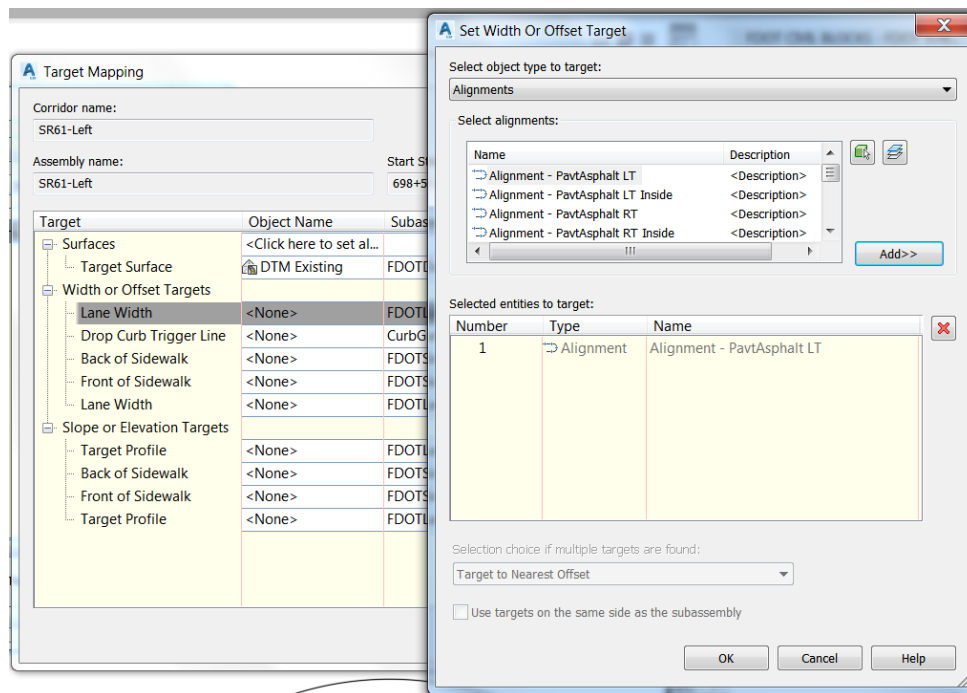 Target Mapping
Corridor name:
SR61-Left
Assembly name:
Start S
SR61-Left
698+5
Target Object Name Subas
Surfaces <Click here to set al...
Target Surface DTM Existing FDOTD
Width or Offset Targets
Lane Width <None> FDOTL
Drop Curb Trigger Line <None> CurbG
Back of Sidewalk <None> FDOTS
Front of Sidewalk <None> FDOTS
Lane Width <None> FDOTL
Slope or Elevation Targets
Target Profile <None> FDOTL
Back of Sidewalk <None> FDOTS
Front of Sidewalk <None> FDOTS
Target Profile <None> FDOTL
Set Width Or Offset Target
Select object type to target:
Alignments
Select alignments:
Name Description
Alignment - PavtAsphalt LT <Description>
Alignment - PavtAsphalt LT Inside <Description>
Alignment - PavtAsphalt RT <Description>
Alignment - PavtAsphalt RT Inside <Description>
Add>>
Selected entities to target:
Number Type Name
1 Alignment Alignment - PavtAsphalt LT
Selection choice if multiple targets are found:
Target to Nearest Offset
Use targets on the same side as the subassembly
OK Cancel Help